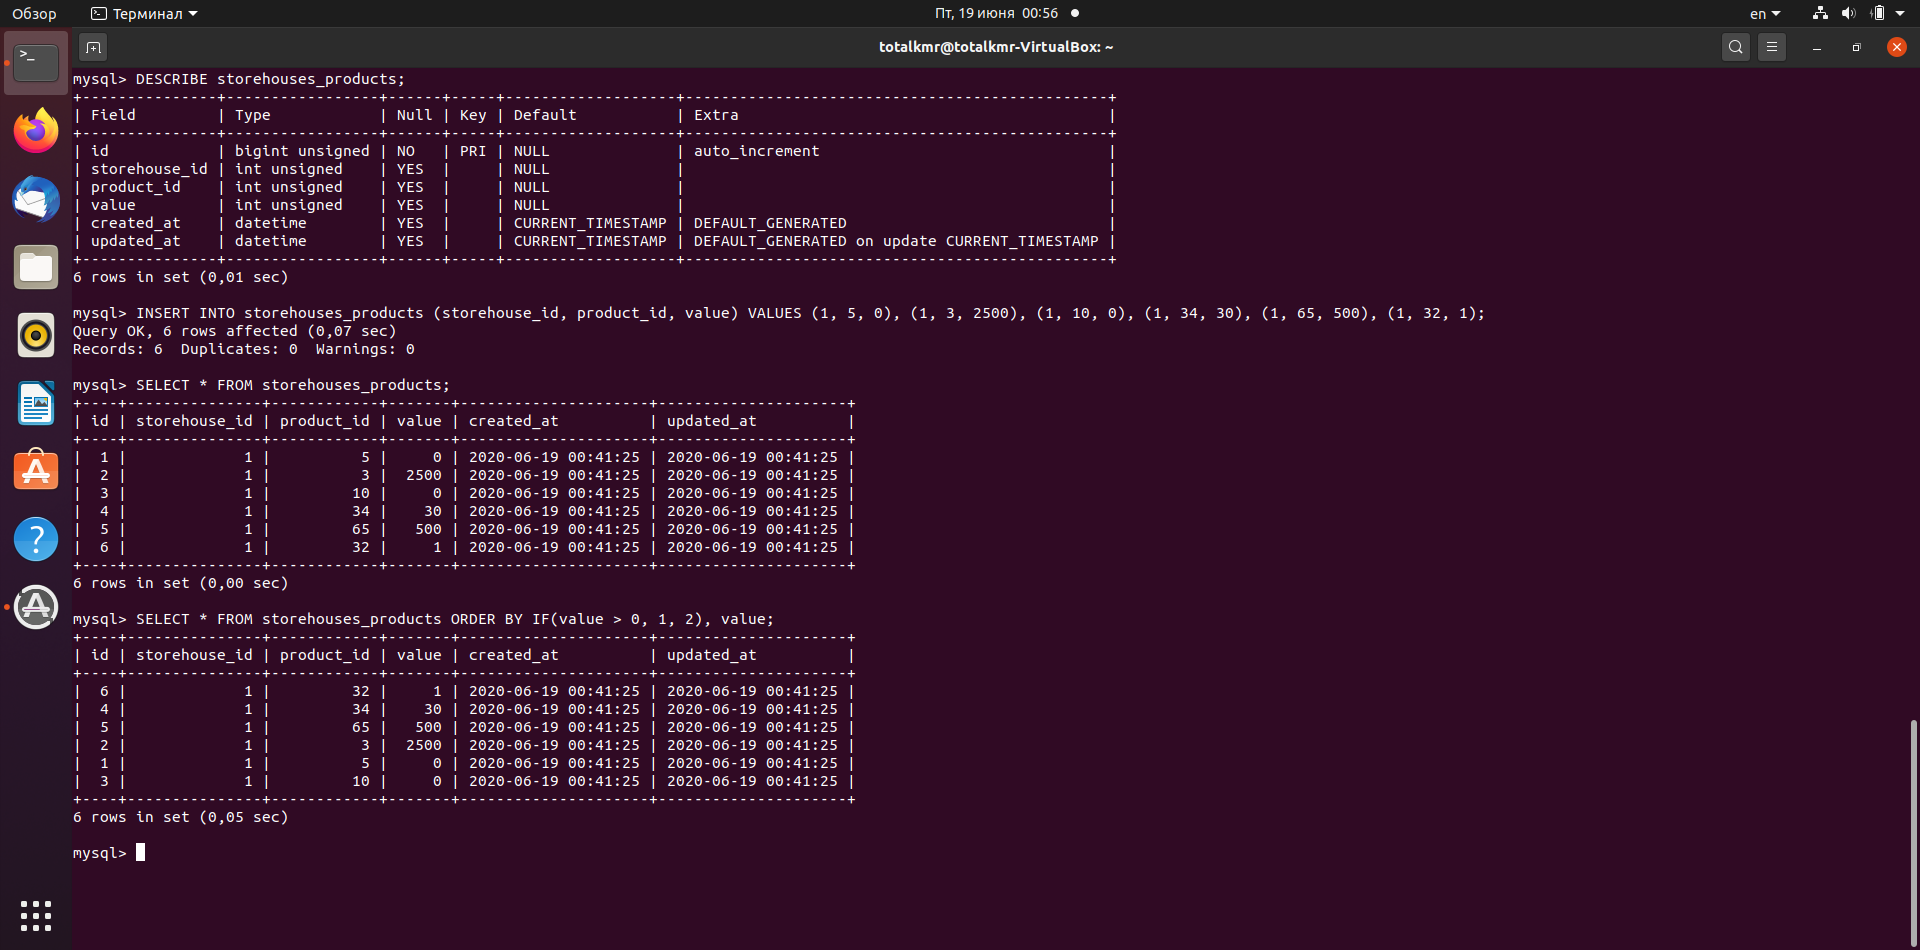 Обзор
Терминал
Пт, 19 июня 00:56
en
totalkmr@totalkmr-VirtualBox: ~
mysql> DESCRIBE storehouses_products;
+---------------+-----------------+------+-----+-------------------+-----------------------------------------------+
| Field         | Type            | Null | Key | Default           | Extra                                         |
+---------------+-----------------+------+-----+-------------------+-----------------------------------------------+
| id            | bigint unsigned | NO   | PRI | NULL              | auto_increment                                |
| storehouse_id | int unsigned    | YES  |     | NULL              |                                               |
| product_id    | int unsigned    | YES  |     | NULL              |                                               |
| value         | int unsigned    | YES  |     | NULL              |                                               |
| created_at    | datetime        | YES  |     | CURRENT_TIMESTAMP | DEFAULT_GENERATED                             |
| updated_at    | datetime        | YES  |     | CURRENT_TIMESTAMP | DEFAULT_GENERATED on update CURRENT_TIMESTAMP |
+---------------+-----------------+------+-----+-------------------+-----------------------------------------------+
6 rows in set (0,01 sec)
mysql> INSERT INTO storehouses_products (storehouse_id, product_id, value) VALUES (1, 5, 0), (1, 3, 2500), (1, 10, 0), (1, 34, 30), (1, 65, 500), (1, 32, 1);
Query OK, 6 rows affected (0,07 sec)
Records: 6  Duplicates: 0  Warnings: 0
mysql> SELECT * FROM storehouses_products;
+----+---------------+------------+-------+---------------------+---------------------+
| id | storehouse_id | product_id | value | created_at          | updated_at          |
+----+---------------+------------+-------+---------------------+---------------------+
|  1 |             1 |          5 |     0 | 2020-06-19 00:41:25 | 2020-06-19 00:41:25 |
|  2 |             1 |          3 |  2500 | 2020-06-19 00:41:25 | 2020-06-19 00:41:25 |
|  3 |             1 |         10 |     0 | 2020-06-19 00:41:25 | 2020-06-19 00:41:25 |
|  4 |             1 |         34 |    30 | 2020-06-19 00:41:25 | 2020-06-19 00:41:25 |
|  5 |             1 |         65 |   500 | 2020-06-19 00:41:25 | 2020-06-19 00:41:25 |
|  6 |             1 |         32 |     1 | 2020-06-19 00:41:25 | 2020-06-19 00:41:25 |
+----+---------------+------------+-------+---------------------+---------------------+
6 rows in set (0,00 sec)
mysql> SELECT * FROM storehouses_products ORDER BY IF(value > 0, 1, 2), value;
+----+---------------+------------+-------+---------------------+---------------------+
| id | storehouse_id | product_id | value | created_at          | updated_at          |
+----+---------------+------------+-------+---------------------+---------------------+
|  6 |             1 |         32 |     1 | 2020-06-19 00:41:25 | 2020-06-19 00:41:25 |
|  4 |             1 |         34 |    30 | 2020-06-19 00:41:25 | 2020-06-19 00:41:25 |
|  5 |             1 |         65 |   500 | 2020-06-19 00:41:25 | 2020-06-19 00:41:25 |
|  2 |             1 |          3 |  2500 | 2020-06-19 00:41:25 | 2020-06-19 00:41:25 |
|  1 |             1 |          5 |     0 | 2020-06-19 00:41:25 | 2020-06-19 00:41:25 |
|  3 |             1 |         10 |     0 | 2020-06-19 00:41:25 | 2020-06-19 00:41:25 |
+----+---------------+------------+-------+---------------------+---------------------+
6 rows in set (0,05 sec)
mysql>